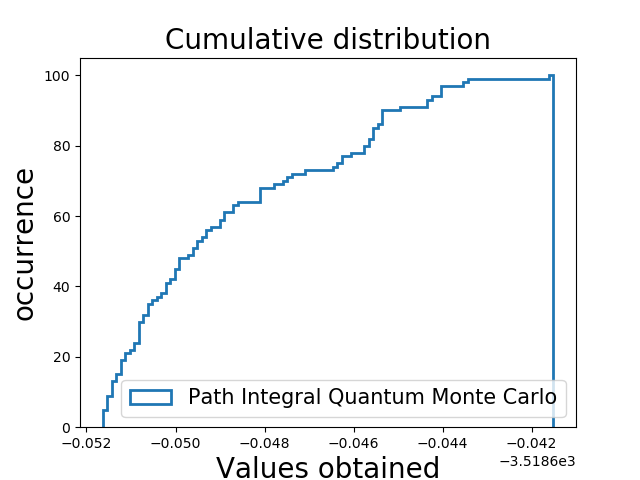 Cumulative distribution
occurrence
100
80
60
40
20
0
Path Integral Quantum Monte Carlo
−0.052 −0.050 −0.048 −0.046 −0.044 −0.042
−3.5186e3
Values obtained